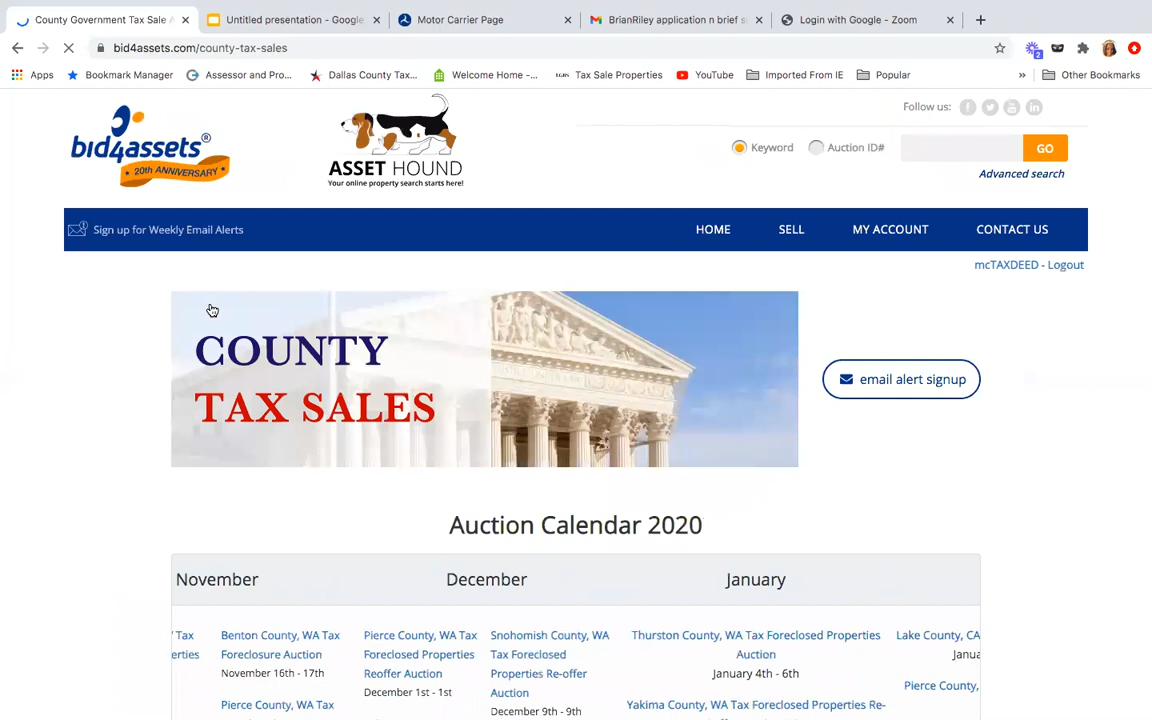 County Government Tax Sale A
Untitled presentation - Google
Motor Carrier Page
BrianRiley application n brief s
Login with Google - Zoom
bid4assets.com/county-tax-sales
Apps
Bookmark Manager
Assessor and Pro...
Dallas County Tax...
Welcome Home -...
LGBS
Tax Sale Properties
YouTube
Imported From IE
Popular
Other Bookmarks
bid4assets®
20th ANNIVERSARY
ASSET HOUND
Your online property search starts here!
Follow us:
Keyword
Auction ID#
GO
Advanced search
Sign up for Weekly Email Alerts
HOME
SELL
MY ACCOUNT
CONTACT US
mcTAXDEED - Logout
COUNTY
TAX SALES
email alert signup
Auction Calendar 2020
November
December
January
/ Tax
erties
Benton County, WA Tax
Foreclosure Auction
November 16th - 17th
Pierce County, WA Tax
Pierce County, WA Tax
Foreclosed Properties
Reoffer Auction
December 1st - 1st
Snohomish County, WA
Tax Foreclosed
Properties Re-offer
Auction
December 9th - 9th
Thurston County, WA Tax Foreclosed Properties
Auction
January 4th - 6th
Yakima County, WA Tax Foreclosed Properties Re-
Lake County, CA
Janua
Pierce County,